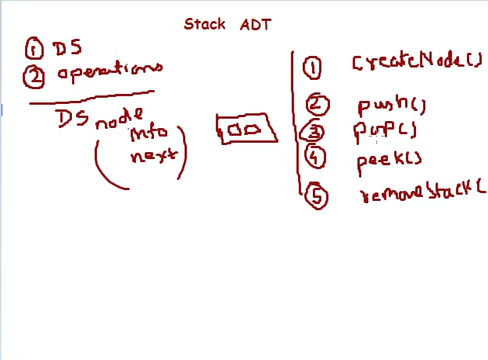 Stack ADT
① DS
② operations
DS node
info
next
① CreateNode()
② push()
③ pop()
④ peek()
⑤ removeStack(